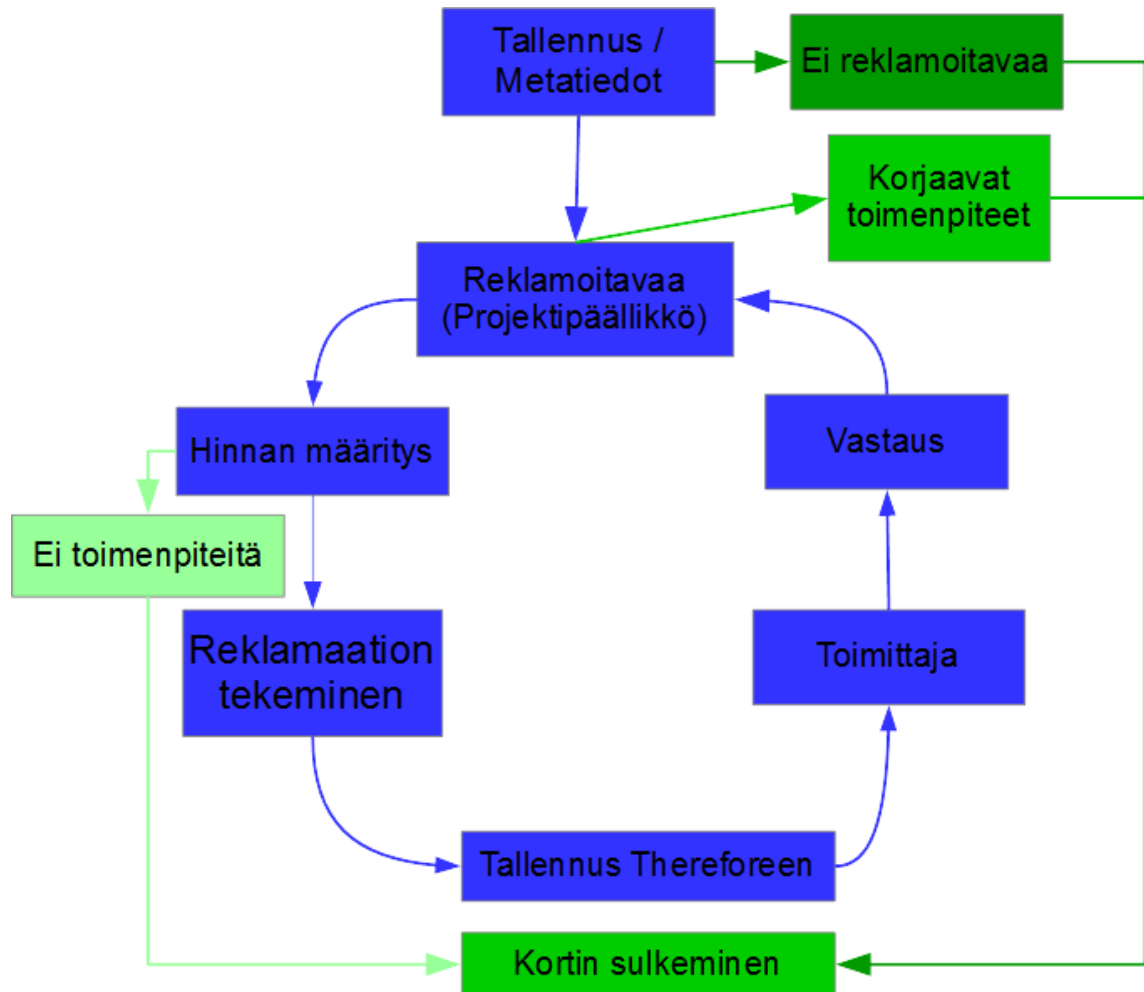 Tallennus /
Metatiedot
Ei reklamoitavaa
Korjaavat
toimenpiteet
Reklamoitavaa
(Projektipäällikkö)
Hinnan määritys
Vastaus
Ei toimenpiteitä
Reklamaation
tekeminen
Toimittaja
Tallennus Thereforeen
Kortin sulkeminen